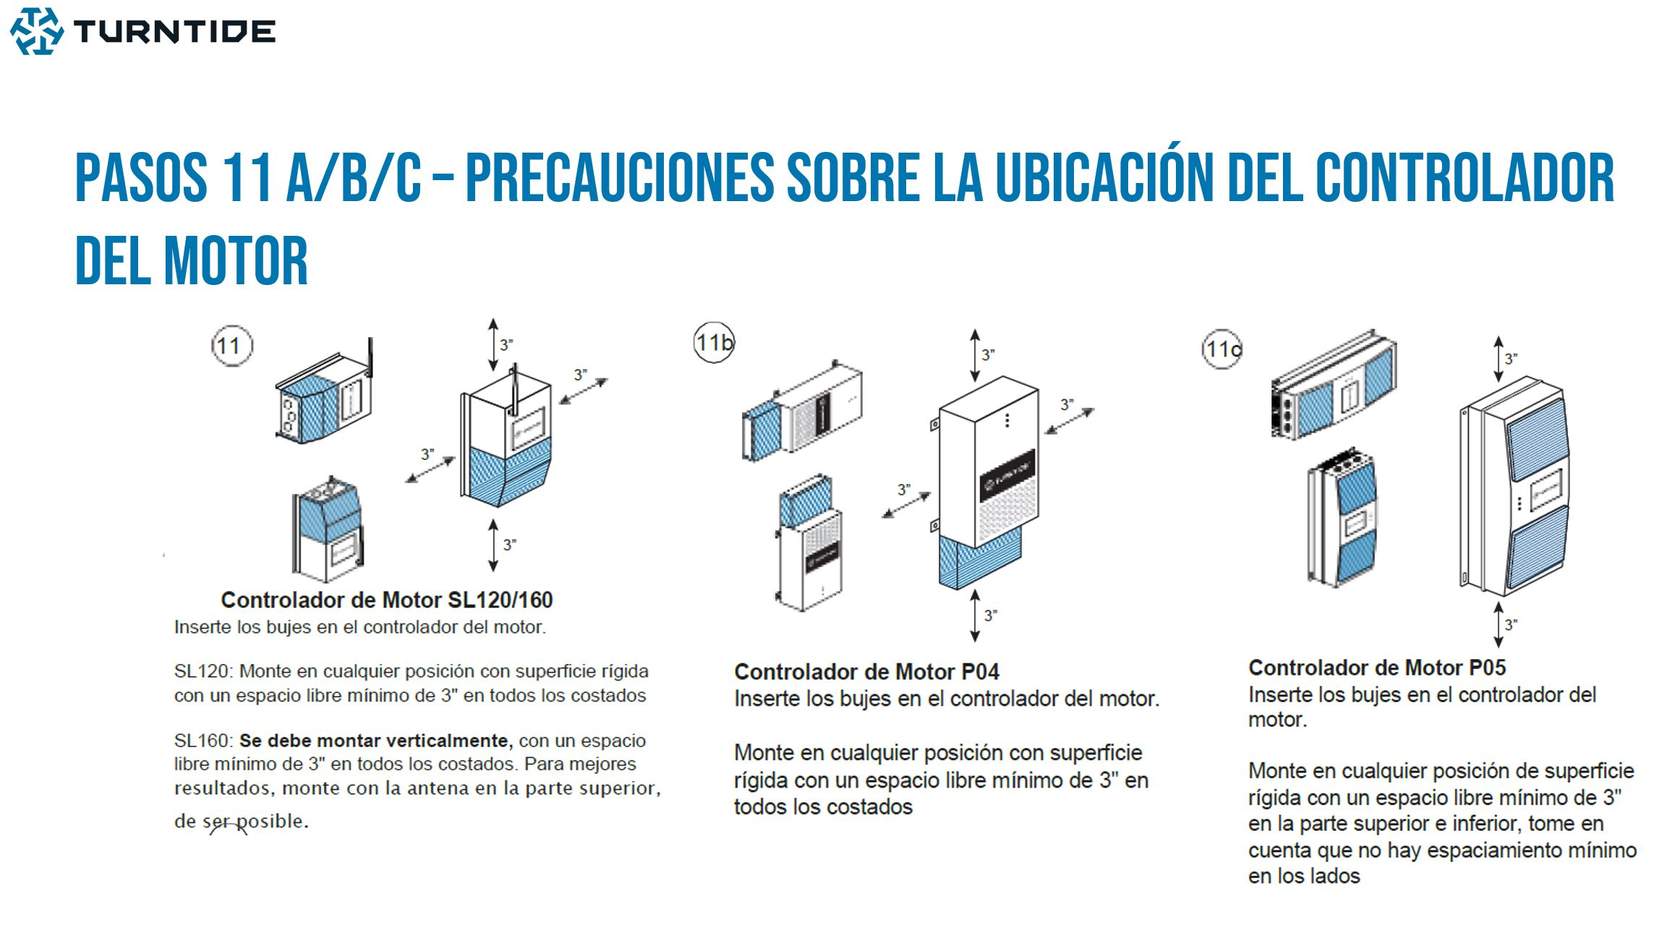 TURNTIDE
PASOS 11 A/B/C – PRECAUCIONES SOBRE LA UBICACIÓN DEL CONTROLADOR
DEL MOTOR
11
3"
3"
3"
3"
Controlador de Motor SL120/160
Inserte los bujes en el controlador del motor.
SL120: Monte en cualquier posición con superficie rígida
con un espacio libre mínimo de 3" en todos los costados
SL160: Se debe montar verticalmente, con un espacio
libre mínimo de 3" en todos los costados. Para mejores
resultados, monte con la antena en la parte superior,
de ser posible.
11b
3"
3"
3"
TURNTIDE
3"
Controlador de Motor P04
Inserte los bujes en el controlador del motor.
Monte en cualquier posición con superficie
rígida con un espacio libre mínimo de 3" en
todos los costados
11c
3"
3"
Controlador de Motor P05
Inserte los bujes en el controlador del
motor.
Monte en cualquier posición de superficie
rígida con un espacio libre mínimo de 3"
en la parte superior e inferior, tome en
cuenta que no hay espaciamiento mínimo
en los lados